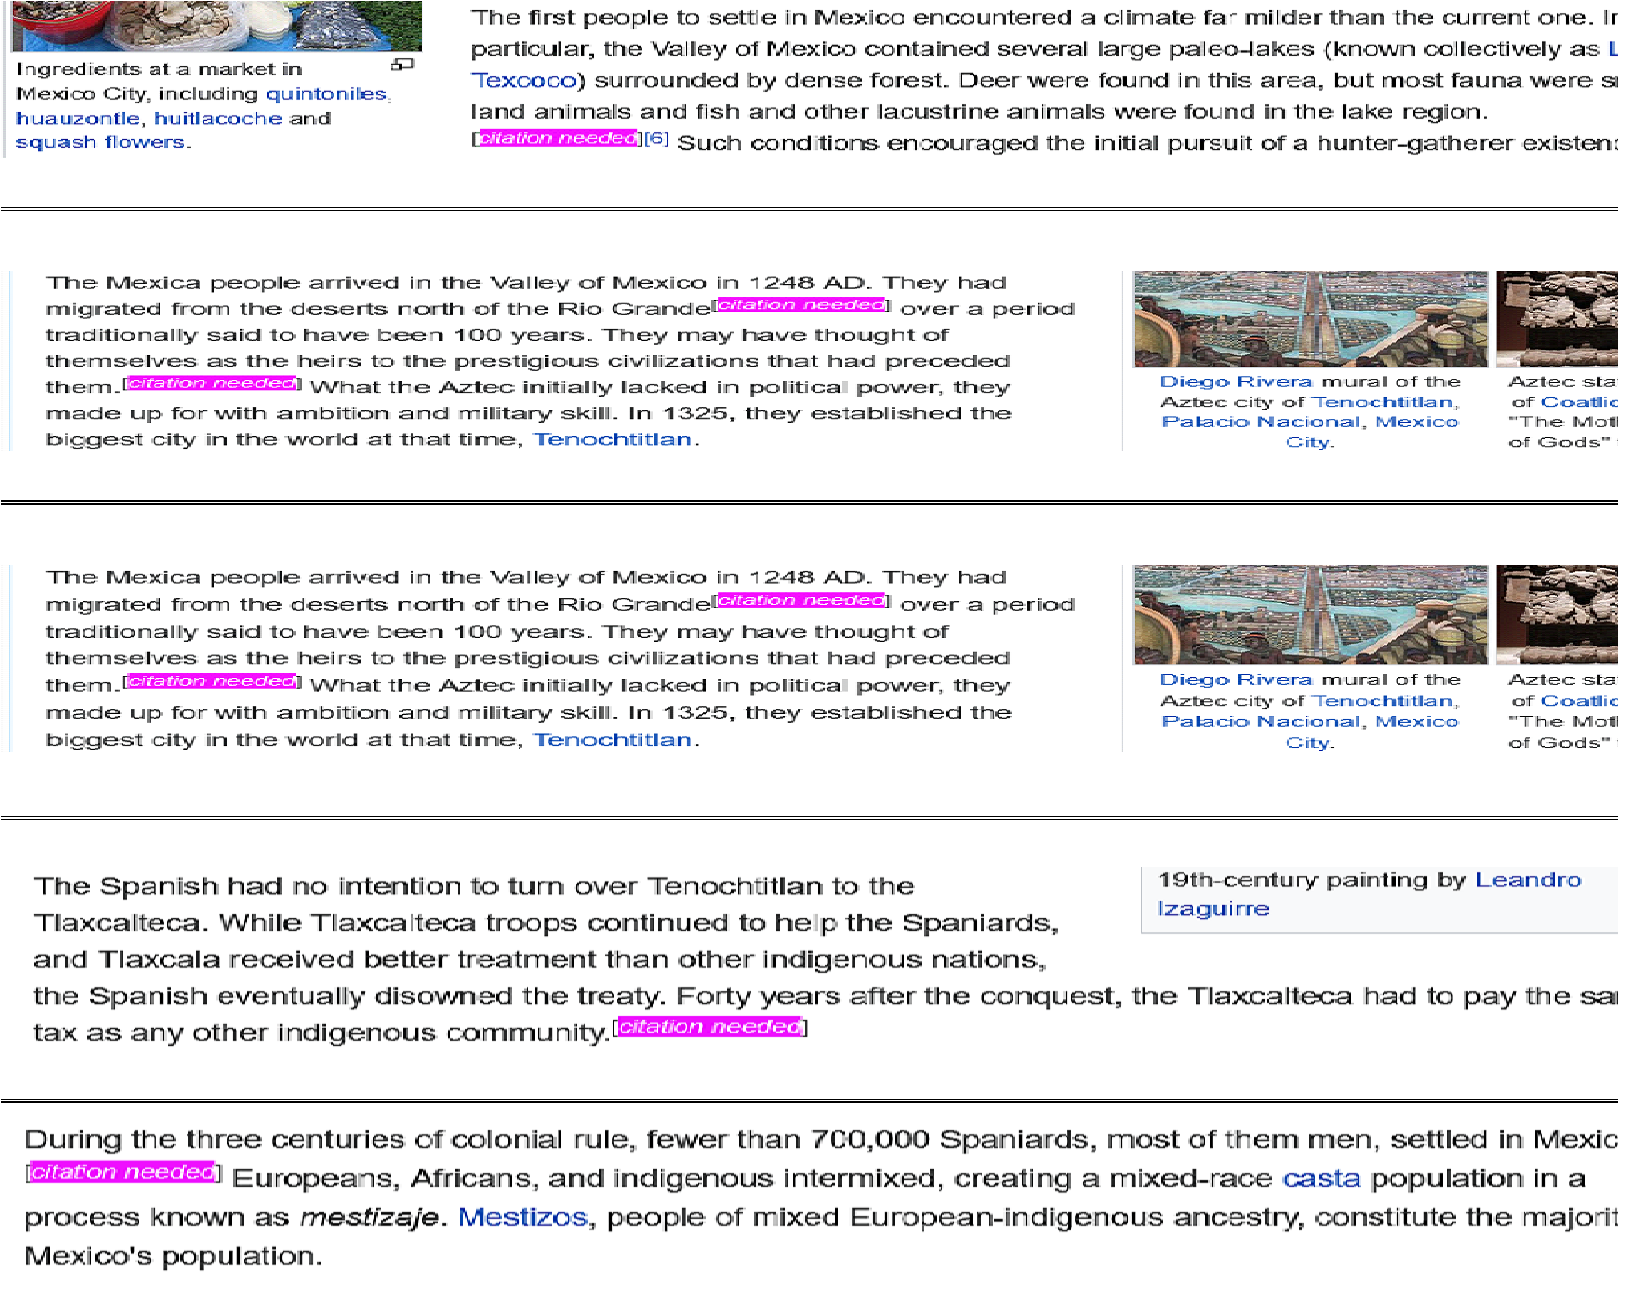 Ingredients at a market in
Mexico City, including quintoniles,
huauzontle, huitlacoche and
squash flowers.
The first people to settle in Mexico encountered a climate far milder than the current one. In
particular, the Valley of Mexico contained several large paleo-lakes (known collectively as L
Texcoco) surrounded by dense forest. Deer were found in this area, but most fauna were
land animals and fish and other lacustrine animals were found in the lake region.
[citation needed][6] Such conditions encouraged the initial pursuit of a hunter-gatherer existenc
The Mexica people arrived in the Valley of Mexico in 1248 AD. They had
migrated from the deserts north of the Rio Grande[citation needed] over a period
traditionally said to have been 100 years. They may have thought of
themselves as the heirs to the prestigious civilizations that had preceded
them.[citation needed] What the Aztec initially lacked in political power, they
made up for with ambition and military skill. In 1325, they established the
biggest city in the world at that time, Tenochtitlan.
Diego Rivera mural of the
Aztec city of Tenochtitlan,
Palacio Nacional, Mexico
City.
Aztec sta
of Coatlic
"The Mot
of Gods"
The Mexica people arrived in the Valley of Mexico in 1248 AD. They had
migrated from the deserts north of the Rio Grande[citation needed] over a period
traditionally said to have been 100 years. They may have thought of
themselves as the heirs to the prestigious civilizations that had preceded
them.[citation needed] What the Aztec initially lacked in political power, they
made up for with ambition and military skill. In 1325, they established the
biggest city in the world at that time, Tenochtitlan.
Diego Rivera mural of the
Aztec city of Tenochtitlan,
Palacio Nacional, Mexico
City.
Aztec sta
of Coatlic
"The Mot
of Gods"
The Spanish had no intention to turn over Tenochtitlan to the
Tlaxcalteca. While Tlaxcalteca troops continued to help the Spaniards,
and Tlaxcala received better treatment than other indigenous nations,
the Spanish eventually disowned the treaty. Forty years after the conquest, the Tlaxcalteca had to pay the sa
tax as any other indigenous community.[citation needed]
19th-century painting by Leandro
Izaguirre
During the three centuries of colonial rule, fewer than 700,000 Spaniards, most of them men, settled in Mexic
[citation needed] Europeans, Africans, and indigenous intermixed, creating a mixed-race casta population in a
process known as mestizaje. Mestizos, people of mixed European-indigenous ancestry, constitute the majorit
Mexico's population.